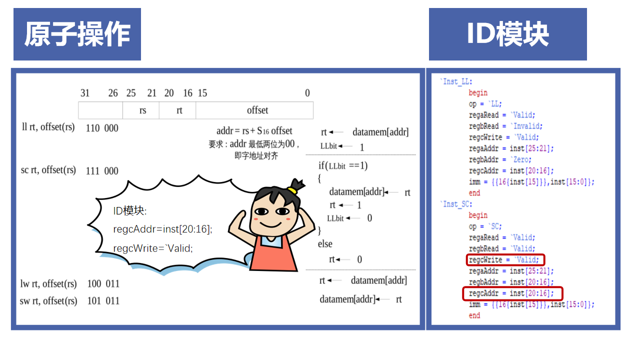 原子操作
ID模块
31 26 25 21 20 16 15 0
rs rt offset
ll rt, offset(rs) 110 000
addr = rs + S16 offset
要求：addr 最低两位为00，
即字地址对齐
sc rt, offset(rs) 111 000
ID模块:
regcAddr=inst[20:16];
regcWrite=`Valid;
lw rt, offset(rs) 100 011
sw rt, offset(rs) 101 011
rt ← datamem[addr]
LLbit ← 1
if(LLbit ==1)
{
datamem[addr] ← rt
rt ← 1
LLbit ← 0
}
else
rt ← 0
rt ← datamem[addr]
datamem[addr] ← rt
`Inst_LL:
begin
op = `LL;
regaRead = `Valid;
regbRead = `Invalid;
regcWrite = `Valid;
regaAddr = inst[25:21];
regbAddr = `Zero;
regcAddr = inst[20:16];
imm = {{16{inst[15]}},inst[15:0]};
end
`Inst_SC:
begin
op = `SC;
regaRead = `Valid;
regbRead = `Valid;
regcWrite = `Valid;
regaAddr = inst[25:21];
regbAddr = inst[20:16];
regcAddr = inst[20:16];
imm = {{16{inst[15]}},inst[15:0]};
end